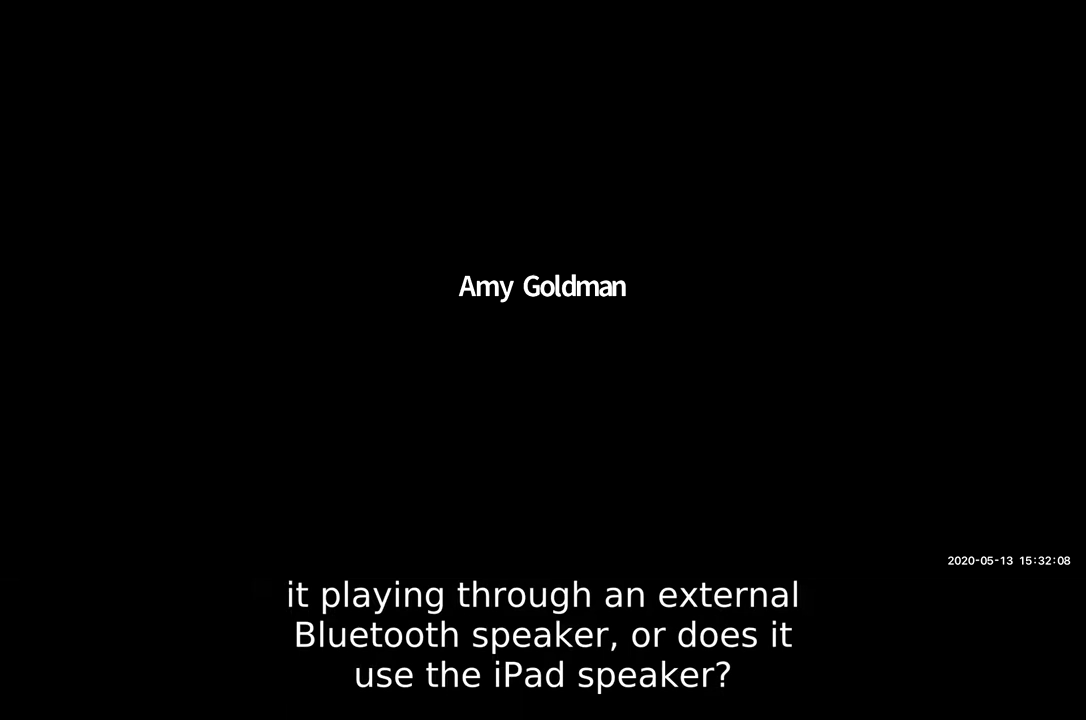 Amy Goldman
2020-05-13 15:32:08
it playing through an external
Bluetooth speaker, or does it
use the iPad speaker?